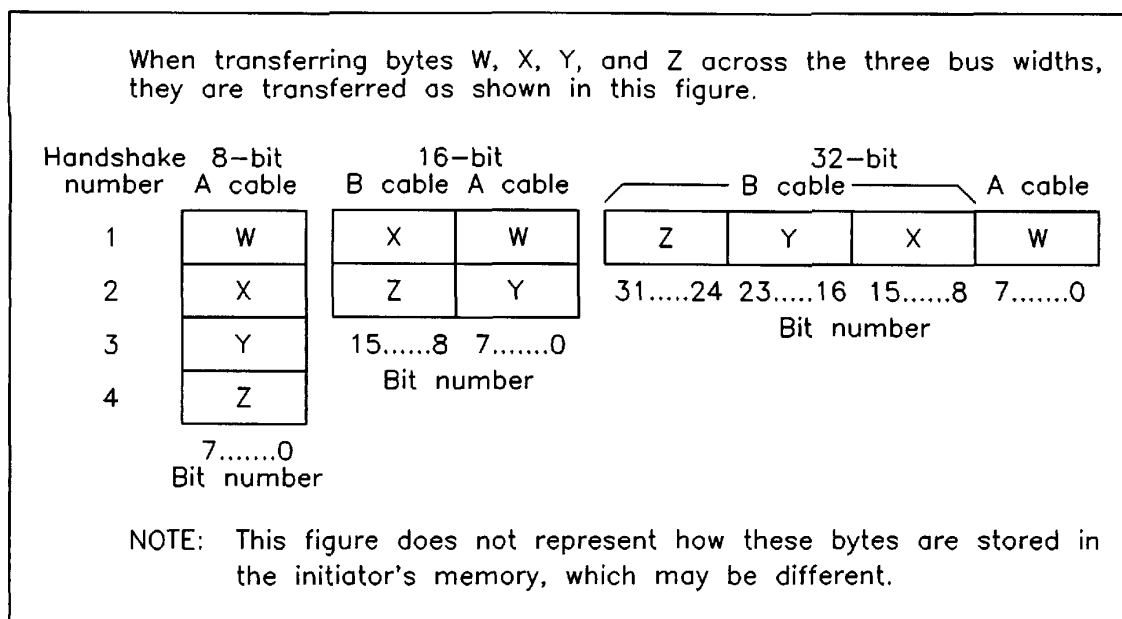 When transferring bytes W, X, Y, and Z across the three bus widths,
they are transferred as shown in this figure.
Handshake 8-bit 16-bit 32-bit
number A cable B cable A cable B cable A cable
1 W X W Z Y X W
2 X Z Y 31.....24 23.....16 15......8 7.......0
3 Y 15......8 7.......0 Bit number
4 Z Bit number
7.......0
Bit number
NOTE: This figure does not represent how these bytes are stored in
the initiator's memory, which may be different.